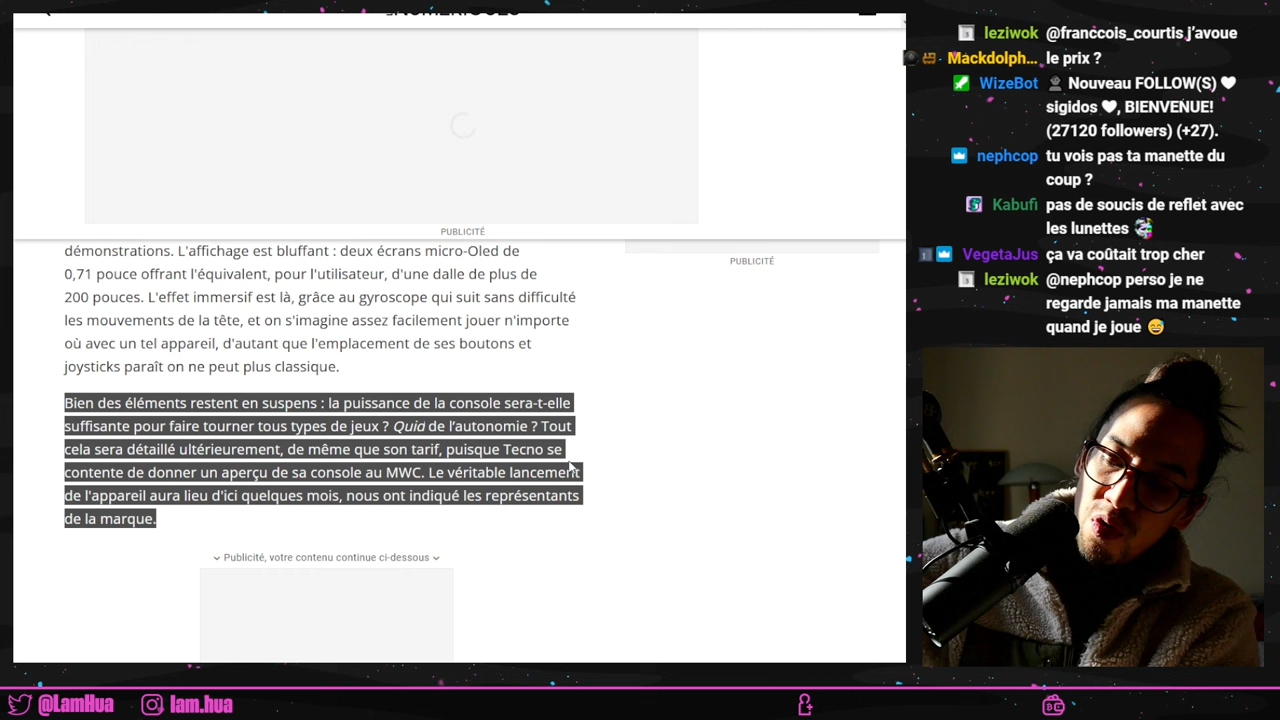 PUBLICITÉ
démonstrations. L'affichage est bluffant : deux écrans micro-Oled de
0,71 pouce offrant l'équivalent, pour l'utilisateur, d'une dalle de plus de
200 pouces. L'effet immersif est là, grâce au gyroscope qui suit sans difficulté
les mouvements de la tête, et on s'imagine assez facilement jouer n'importe
où avec un tel appareil, d'autant que l'emplacement de ses boutons et
joysticks paraît on ne peut plus classique.
Bien des éléments restent en suspens : la puissance de la console sera-t-elle
suffisante pour faire tourner tous types de jeux ? Quid de l’autonomie ? Tout
cela sera détaillé ultérieurement, de même que son tarif, puisque Tecno se
contente de donner un aperçu de sa console au MWC. Le véritable lancement
de l'appareil aura lieu d'ici quelques mois, nous ont indiqué les représentants
de la marque.
Publicité, votre contenu continue ci-dessous
PUBLICITÉ
leziwok @franccois_courtis j’avoue
Mackdolph... le prix ?
WizeBot Nouveau FOLLOW(S)
sigidos , BIENVENUE!
(27120 followers) (+27).
nephcop tu vois pas ta manette du
coup ?
Kabufi pas de soucis de reflet avec
les lunettes
VegetaJus ça va coûtait trop cher
leziwok @nephcop perso je ne
regarde jamais ma manette
quand je joue
@LamHua
lam.hua